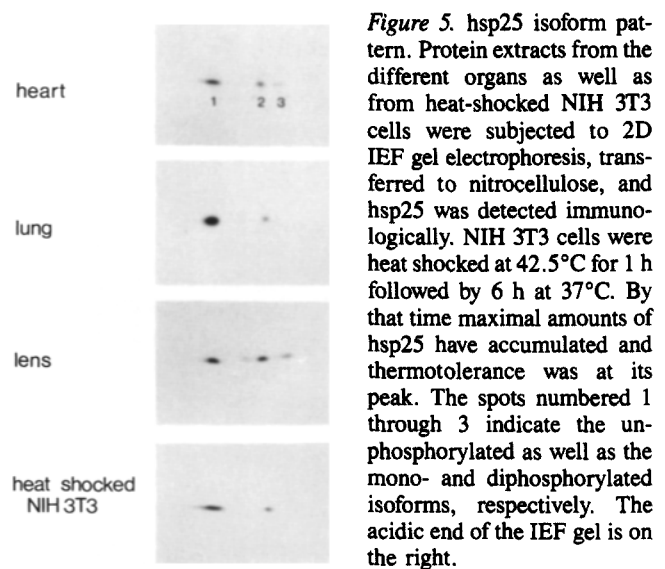 heart
1 2 3
lung
lens
heat shocked
NIH 3T3
Figure 5. hsp25 isoform pat-
tern. Protein extracts from the
different organs as well as
from heat-shocked NIH 3T3
cells were subjected to 2D
IEF gel electrophoresis, trans-
ferred to nitrocellulose, and
hsp25 was detected immuno-
logically. NIH 3T3 cells were
heat shocked at 42.5°C for 1 h
followed by 6 h at 37°C. By
that time maximal amounts of
hsp25 have accumulated and
thermotolerance was at its
peak. The spots numbered 1
through 3 indicate the un-
phosphorylated as well as the
mono- and diphosphorylated
isoforms, respectively. The
acidic end of the IEF gel is on
the right.